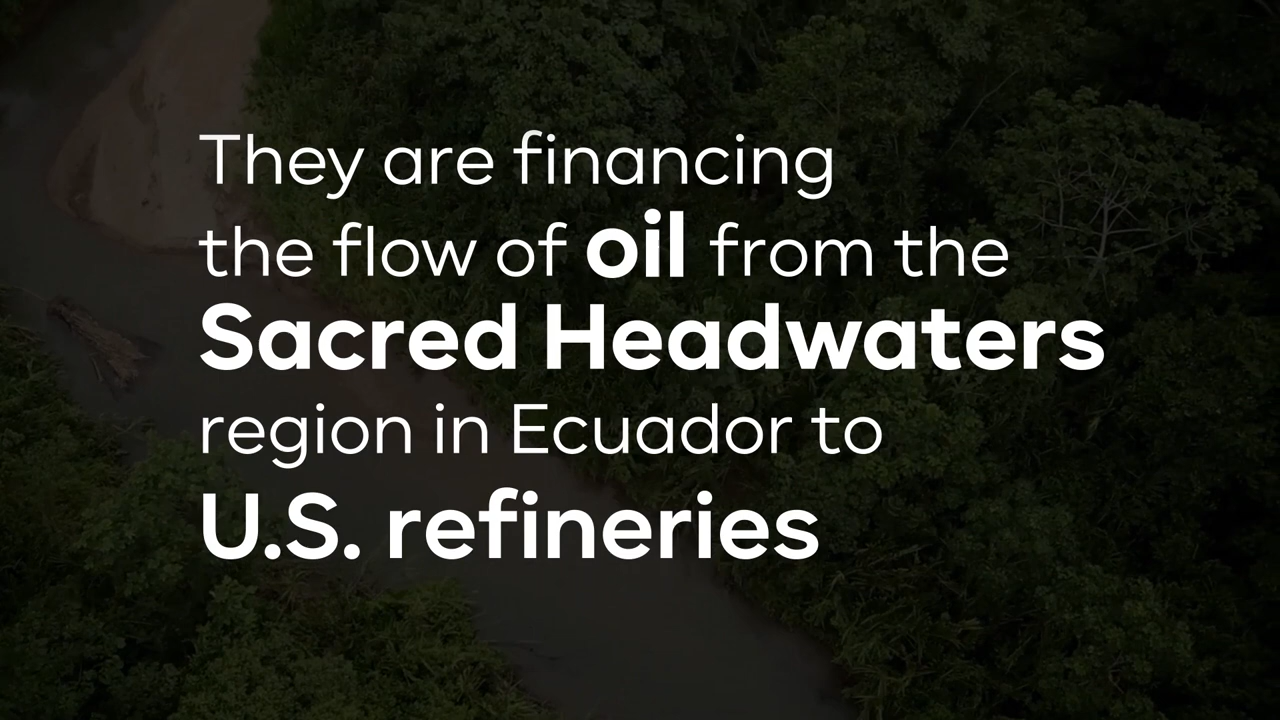 They are financing
the flow of oil from the
Sacred Headwaters
region in Ecuador to
U.S. refineries